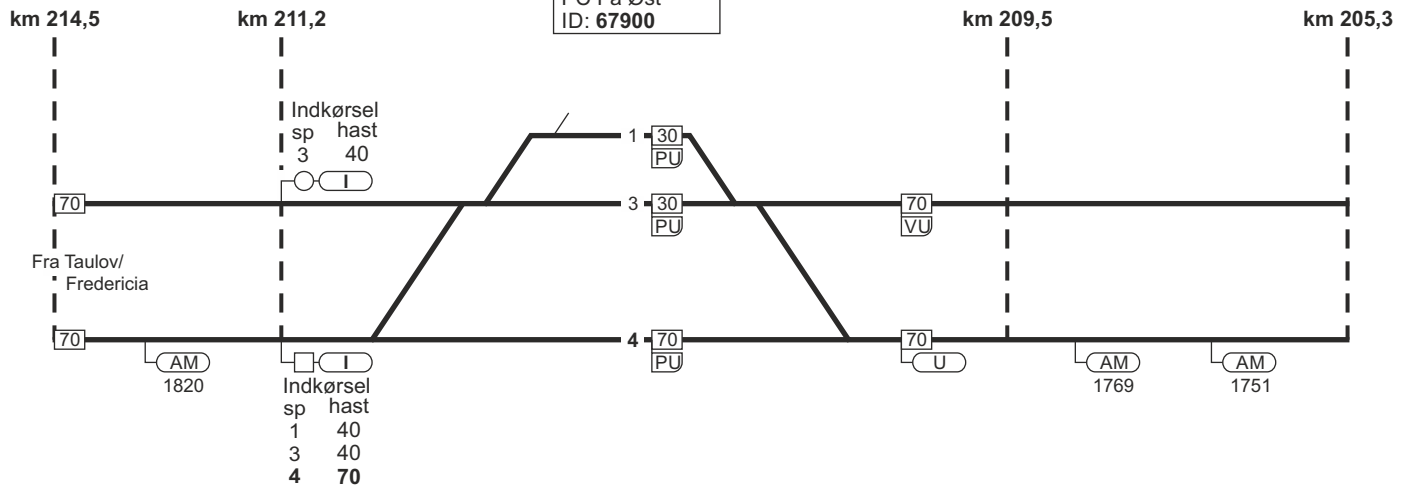 ID: 67900
km 214,5
km 211,2
km 209,5
km 205,3
Indkørsel
sp hast
3 40
I
1 30
PU
70
3 30
PU
70
VU
Fra Taulov/
Fredericia
70
4 70
PU
70
AM
1820
I
U
AM
1769
AM
1751
Indkørsel
sp hast
1 40
3 40
4 70